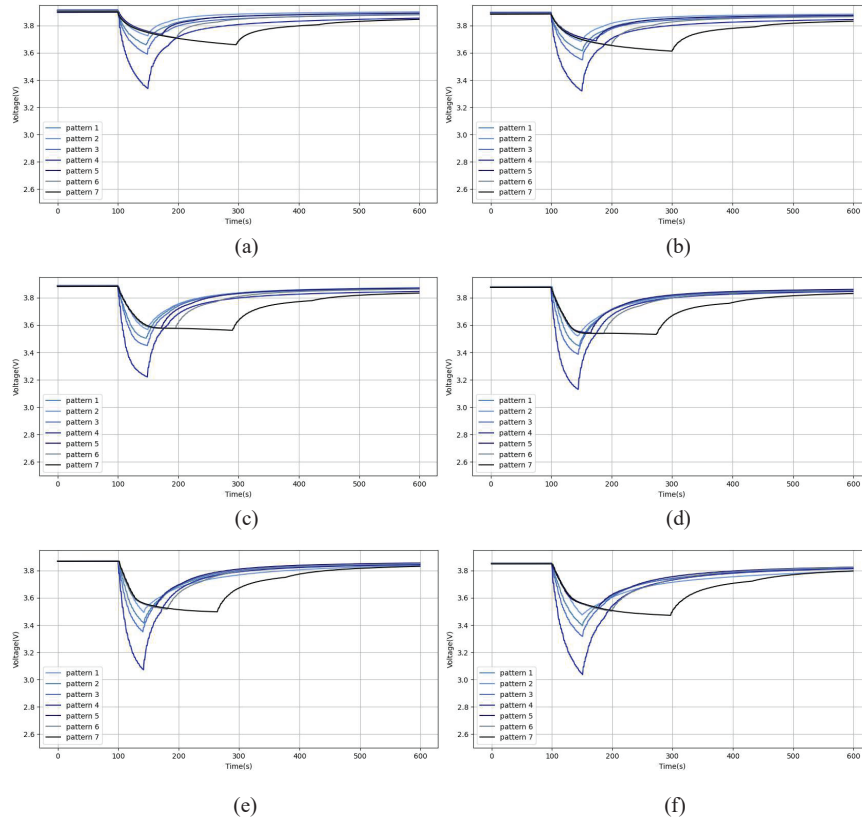 3.8
3.6
3.4
3.2
3.0
2.8
2.6
Voltage(V)
pattern 1
pattern 2
pattern 3
pattern 4
pattern 5
pattern 6
pattern 7
0 100 200 300 400 500 600
Time(s)
(a)
3.8
3.6
3.4
3.2
3.0
2.8
2.6
Voltage(V)
pattern 1
pattern 2
pattern 3
pattern 4
pattern 5
pattern 6
pattern 7
0 100 200 300 400 500 600
Time(s)
(b)
3.8
3.6
3.4
3.2
3.0
2.8
2.6
Voltage(V)
pattern 1
pattern 2
pattern 3
pattern 4
pattern 5
pattern 6
pattern 7
0 100 200 300 400 500 600
Time(s)
(c)
3.8
3.6
3.4
3.2
3.0
2.8
2.6
Voltage(V)
pattern 1
pattern 2
pattern 3
pattern 4
pattern 5
pattern 6
pattern 7
0 100 200 300 400 500 600
Time(s)
(d)
3.8
3.6
3.4
3.2
3.0
2.8
2.6
Voltage(V)
pattern 1
pattern 2
pattern 3
pattern 4
pattern 5
pattern 6
pattern 7
0 100 200 300 400 500 600
Time(s)
(e)
3.8
3.6
3.4
3.2
3.0
2.8
2.6
Voltage(V)
pattern 1
pattern 2
pattern 3
pattern 4
pattern 5
pattern 6
pattern 7
0 100 200 300 400 500 600
Time(s)
(f)